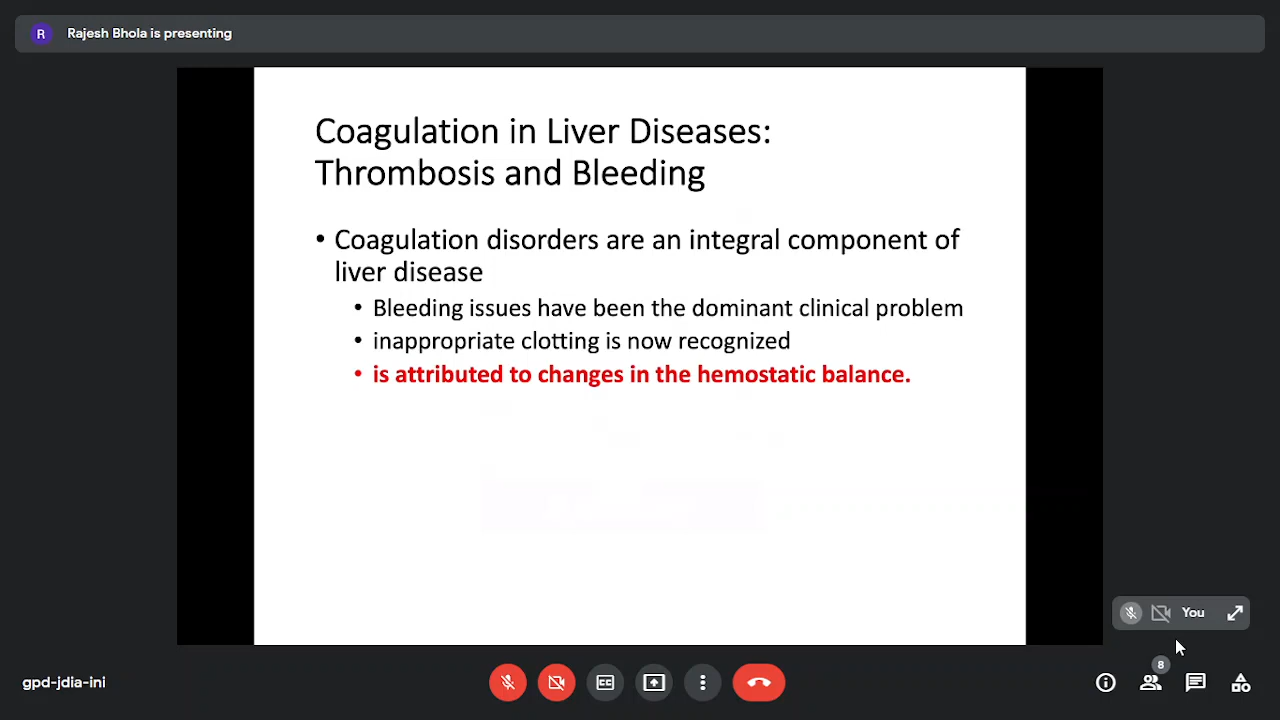 R Rajesh Bhola is presenting
Coagulation in Liver Diseases:
Thrombosis and Bleeding
• Coagulation disorders are an integral component of
liver disease
• Bleeding issues have been the dominant clinical problem
• inappropriate clotting is now recognized
• is attributed to changes in the hemostatic balance.
You
8
gpd-jdia-ini
CC